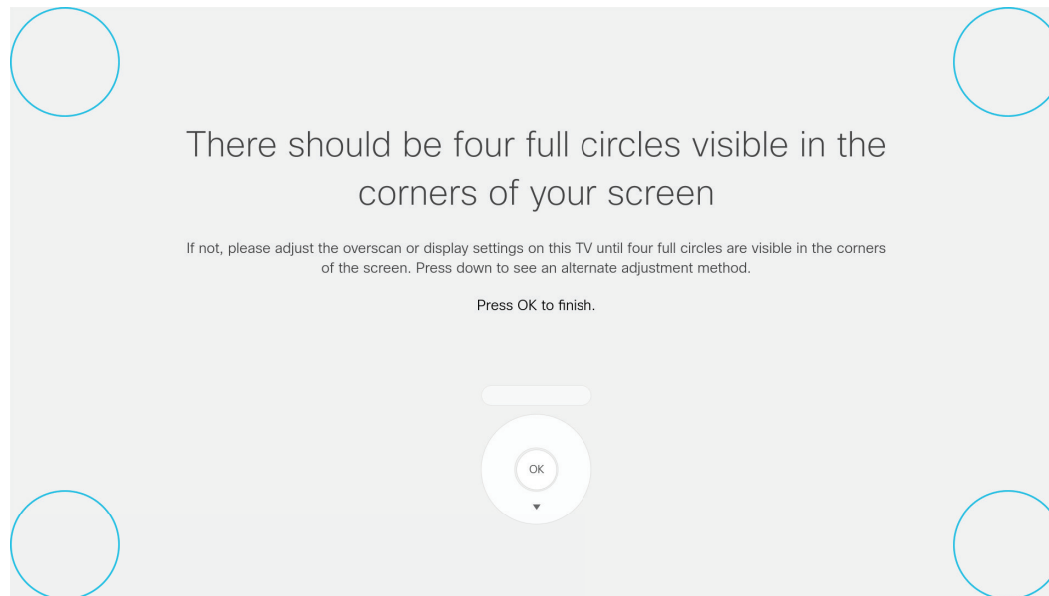 There should be four full circles visible in the
corners of your screen
If not, please adjust the overscan or display settings on this TV until four full circles are visible in the corners
of the screen. Press down to see an alternate adjustment method.
Press OK to finish.
OK